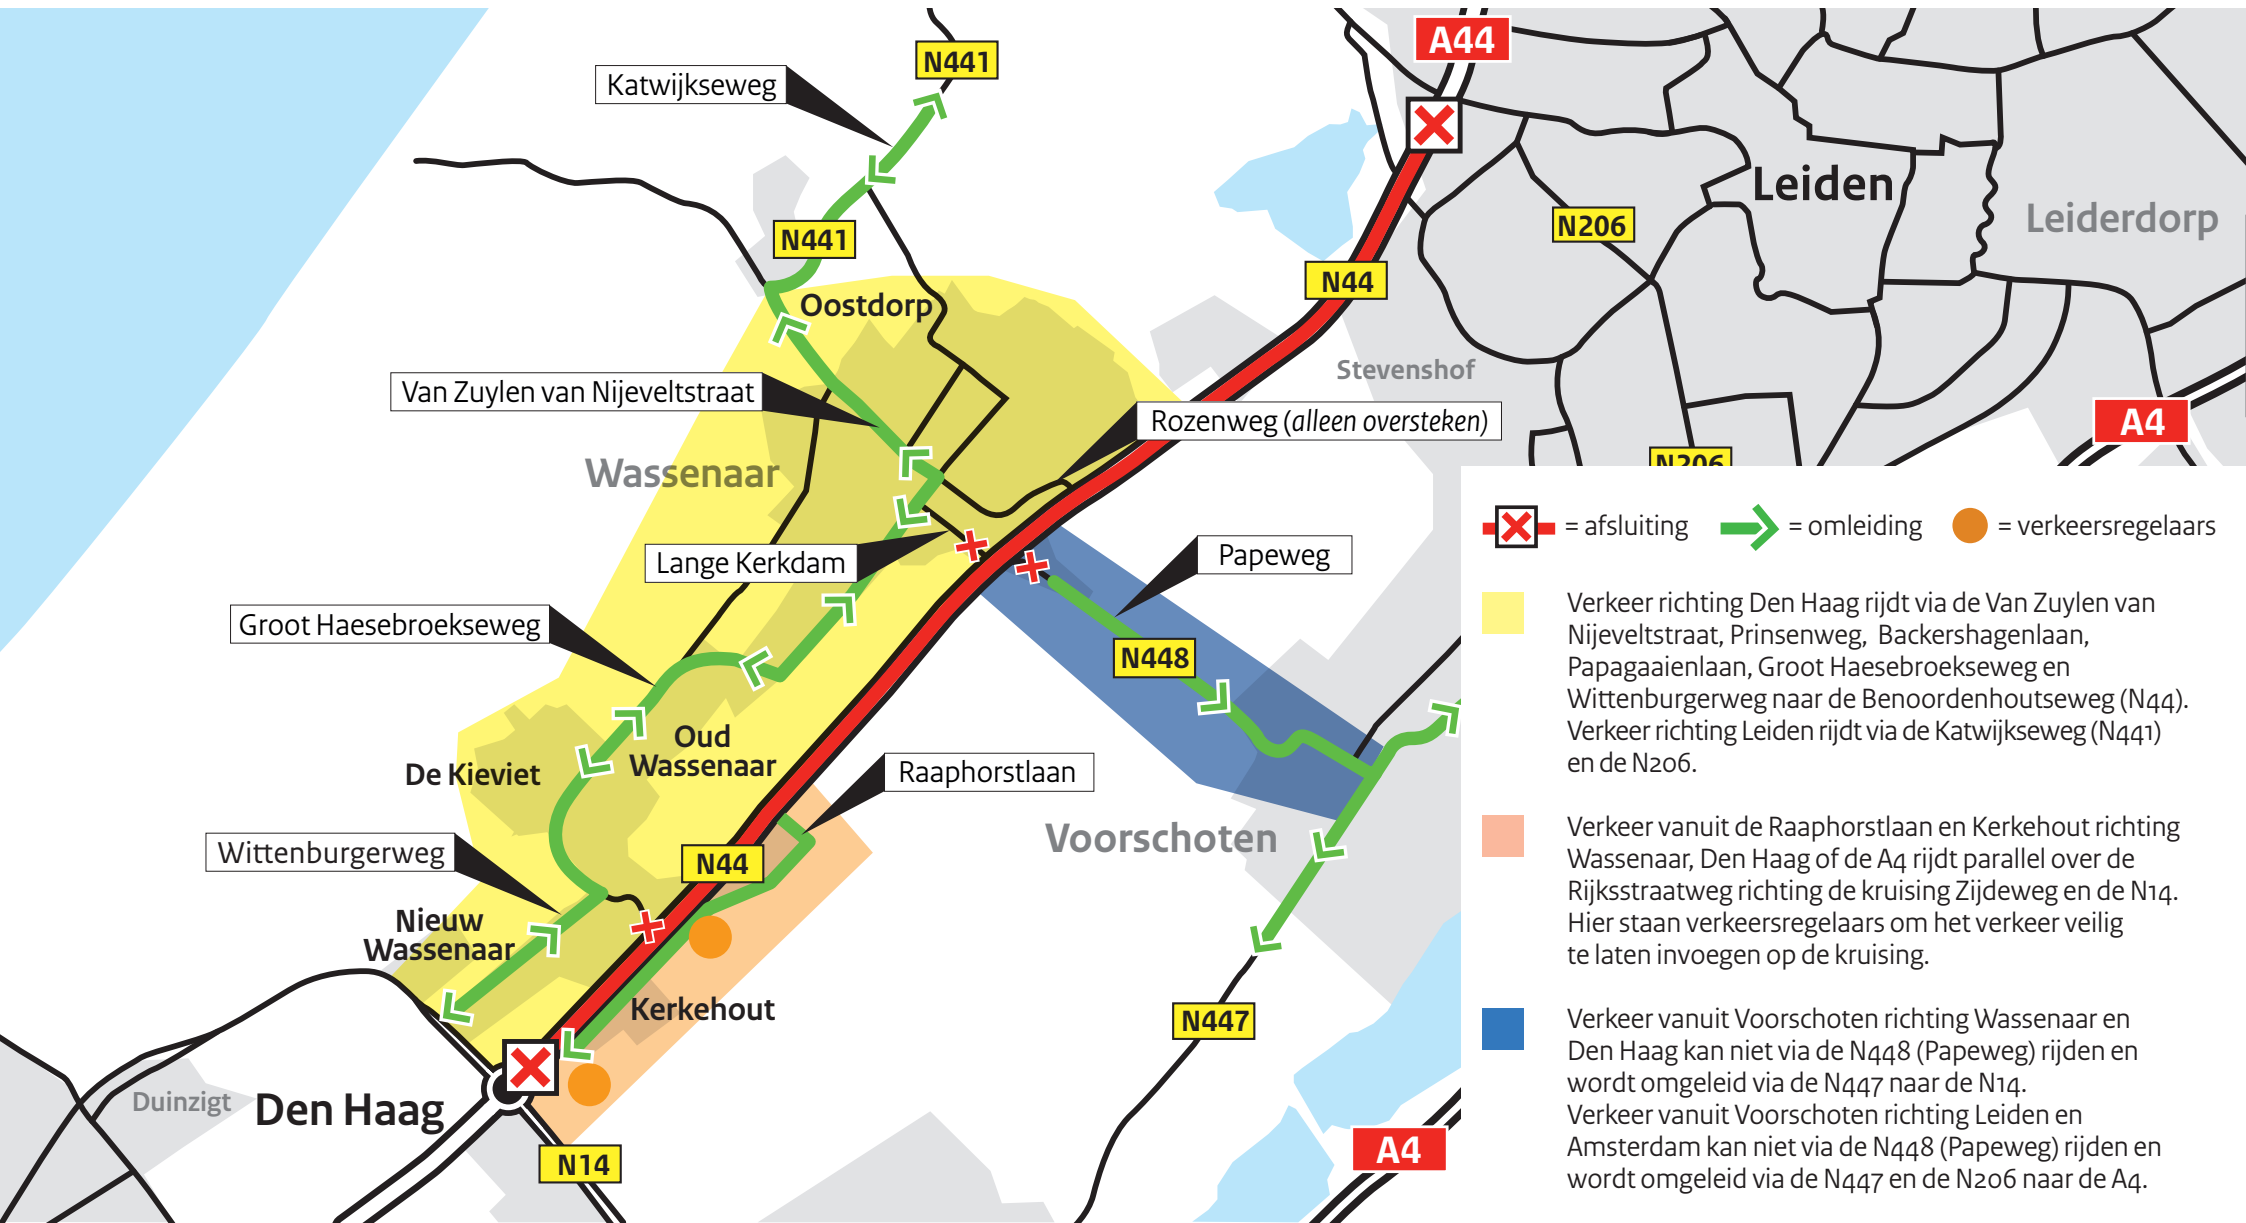 A44
N441
Katwijkseweg
Leiden
N206
Leiderdorp
N441
N44
Oostdorp
Stevenshof
Van Zuylen van Nijeveltstraat
Rozenweg (alleen oversteken)
A4
Wassenaar
N206
Lange Kerkdam
Papeweg
Groot Haesebroekseweg
N448
Oud
Wassenaar
De Kieviet
Raaphorstlaan
Voorschoten
Wittenburgerweg
N44
Nieuw
Wassenaar
Kerkehout
N447
Duinzigt
Den Haag
A4
N14
= afsluiting
= omleiding
= verkeersregelaars
Verkeer richting Den Haag rijdt via de Van Zuylen van
Nijeveltstraat, Prinsenweg, Backershagenlaan,
Papagaaienlaan, Groot Haesebroekseweg en
Wittenburgerweg naar de Benoordenhoutseweg (N44).
Verkeer richting Leiden rijdt via de Katwijkseweg (N441)
en de N206.
Verkeer vanuit de Raaphorstlaan en Kerkehout richting
Wassenaar, Den Haag of de A4 rijdt parallel over de
Rijksstraatweg richting de kruising Zijdeweg en de N14.
Hier staan verkeersregelaars om het verkeer veilig
te laten invoegen op de kruising.
Verkeer vanuit Voorschoten richting Wassenaar en
Den Haag kan niet via de N448 (Papeweg) rijden en
wordt omgeleid via de N447 naar de N14.
Verkeer vanuit Voorschoten richting Leiden en
Amsterdam kan niet via de N448 (Papeweg) rijden en
wordt omgeleid via de N447 en de N206 naar de A4.